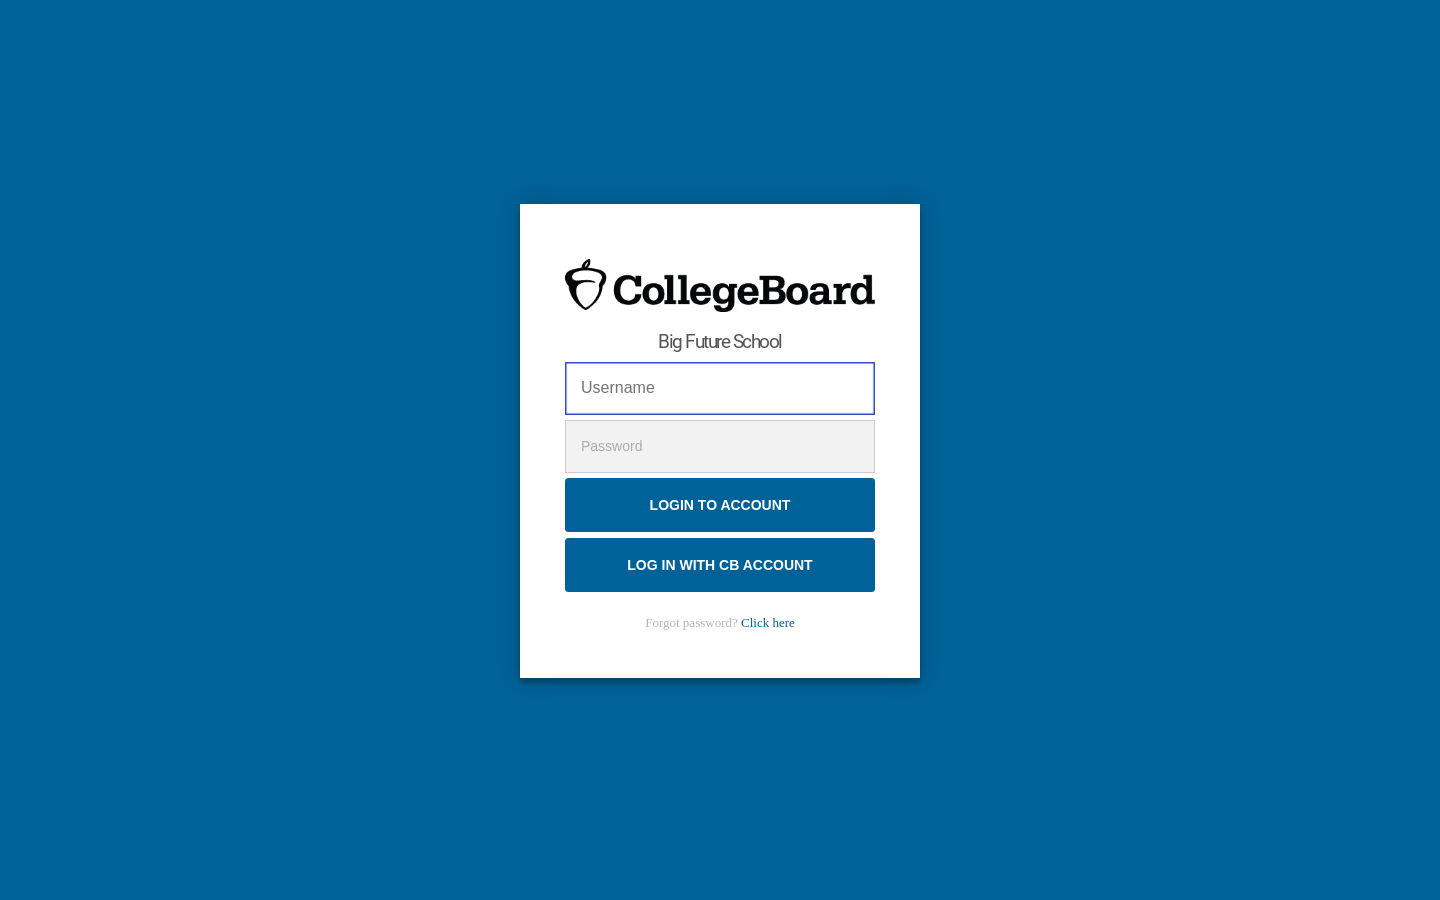 CollegeBoard
Big Future School
Username
Password
LOGIN TO ACCOUNT
LOG IN WITH CB ACCOUNT
Forgot password? Click here